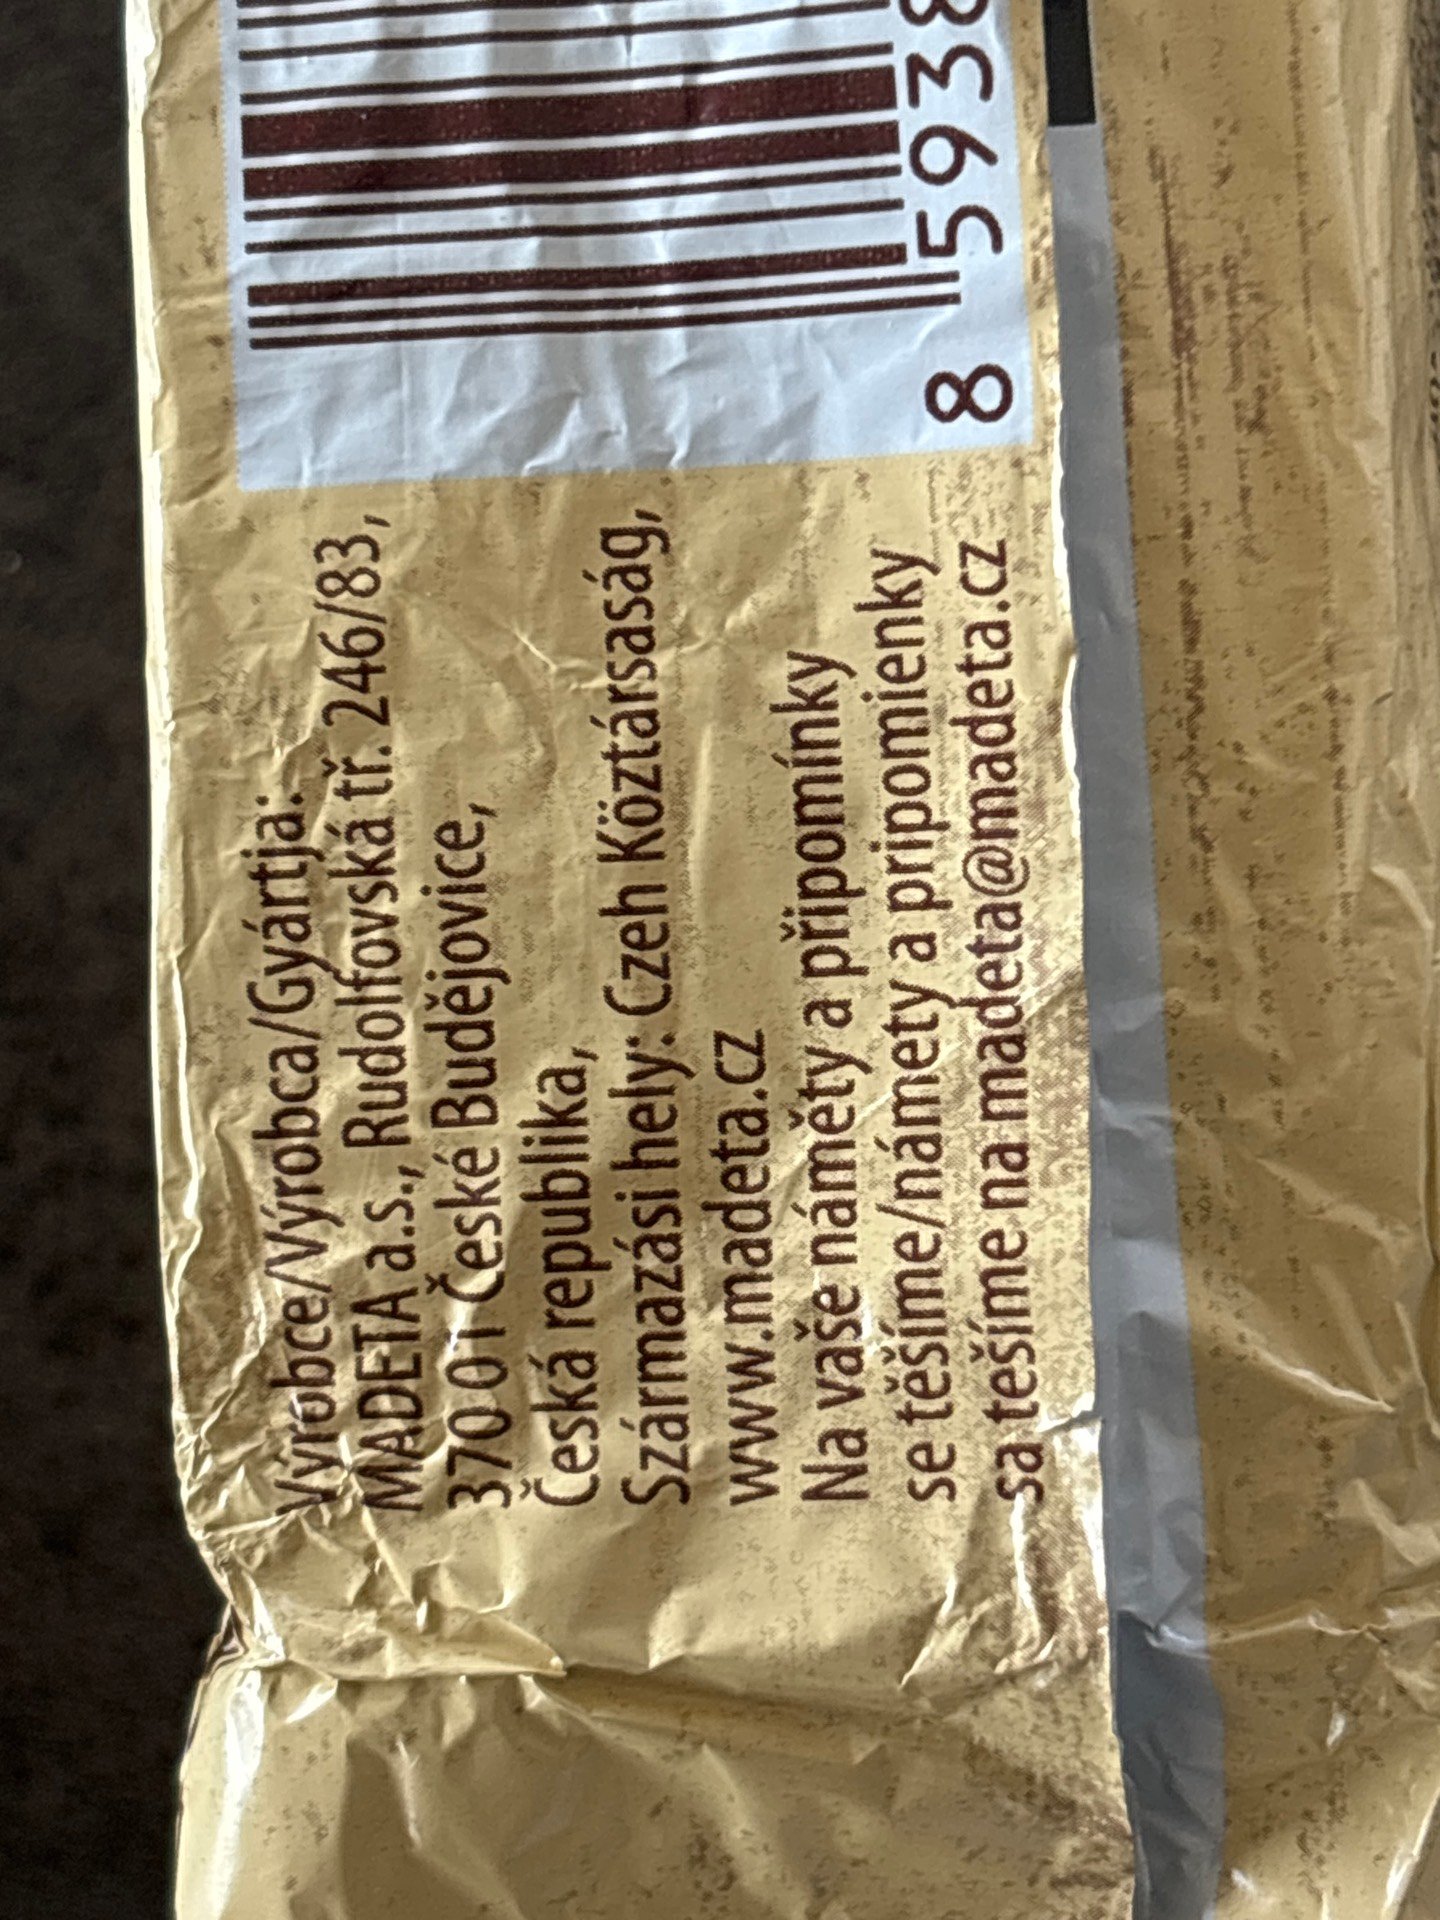 Výrobce/Výrobca/Gyártja:
MADETA a.s., Rudolfovská tř. 246/83,
370 01 České Budějovice,
Česká republika,
Származási hely: Czeh Köztársaság,
www.madeta.cz
Na vaše náměty a připomínky
se těšíme/námety a pripomienky
sa tešíme na madeta@madeta.cz
8 5938